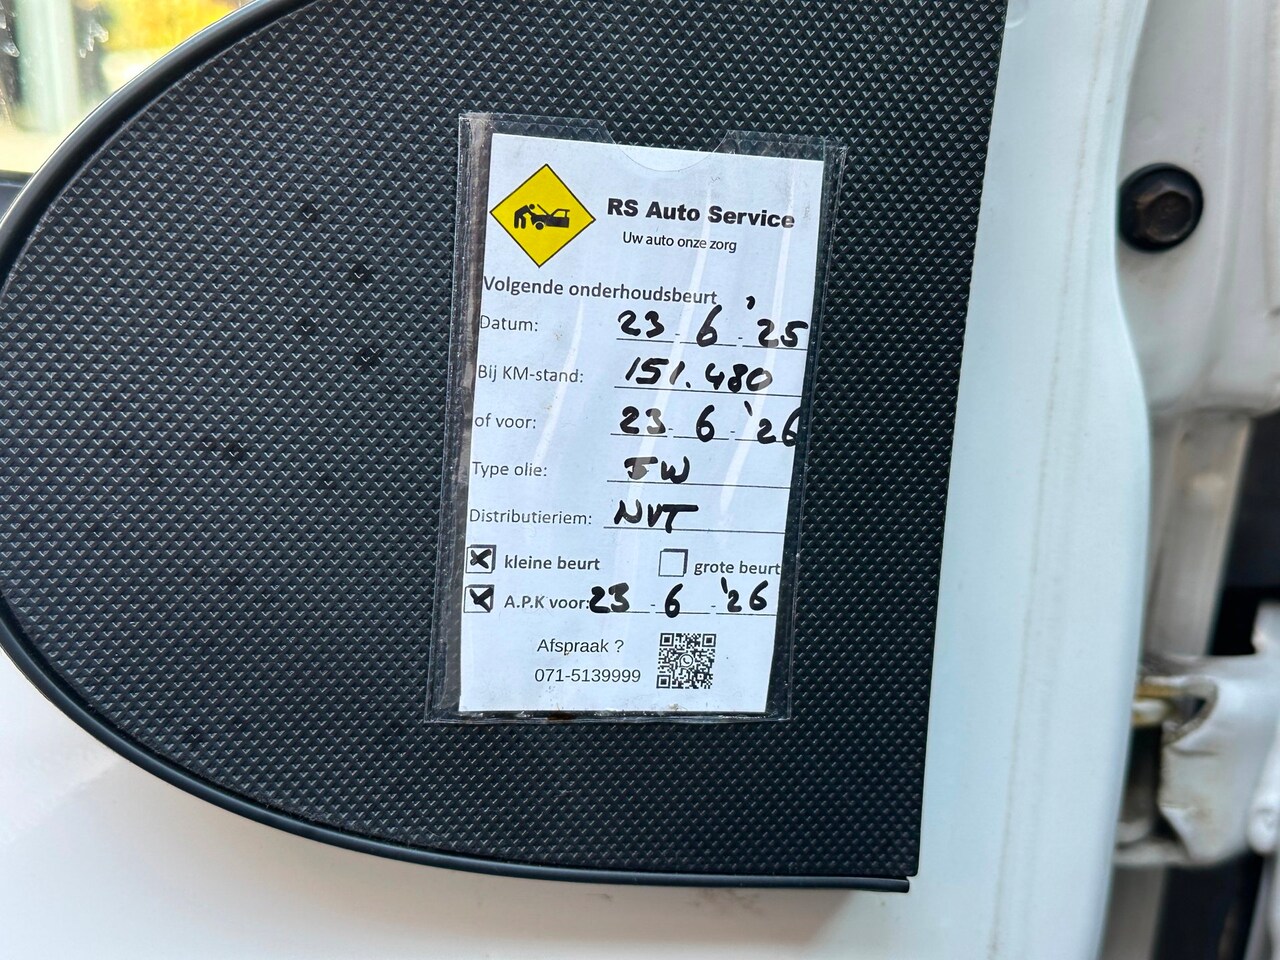 RS Auto Service
Uw auto onze zorg
Volgende onderhoudsbeurt
Datum: 23-6-'25
Bij KM-stand: 151.480
of voor: 23-6-'26
Type olie: 5W
Distributieriem: NVT
kleine beurt grote beurt
A.P.K voor: 23-6-'26
Afspraak ?
071-5139999